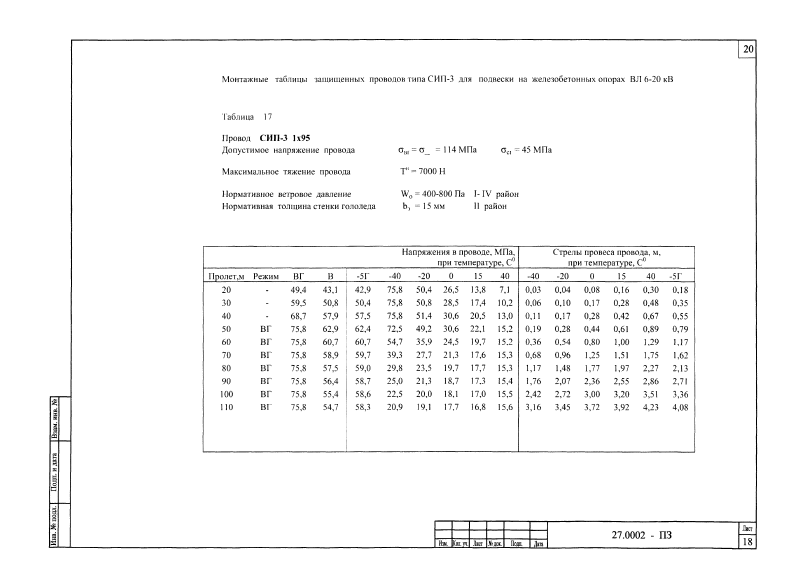 20
Монтажные таблицы защищенных проводов типа СИП-3 для подвески на железобетонных опорах ВЛ 6-20 кВ
Таблица 17
Провод СИП-3 1х95
Допустимое напряжение провода σнг = σ_ = 114 МПа σсг = 45 МПа
Максимальное тяжение провода Tн = 7000 Н
Нормативное ветровое давление W0 = 400-800 Па I- IV район
Нормативная толщина стенки гололеда bэ = 15 мм II район
Напряжения в проводе, МПа, Стрелы провеса провода, м,
при температуре, С0 при температуре, С0
Пролет,м Режим ВГ В -5Г -40 -20 0 15 40 -40 -20 0 15 40 -5Г
20 - 49,4 43,1 42,9 75,8 50,4 26,5 13,8 7,1 0,03 0,04 0,08 0,16 0,30 0,18
30 - 59,5 50,8 50,4 75,8 50,8 28,5 17,4 10,2 0,06 0,10 0,17 0,28 0,48 0,35
40 - 68,7 57,9 57,5 75,8 51,4 30,6 20,5 13,0 0,11 0,17 0,28 0,42 0,67 0,55
50 ВГ 75,8 62,9 62,4 72,5 49,2 30,6 22,1 15,2 0,19 0,28 0,44 0,61 0,89 0,79
60 ВГ 75,8 60,7 60,7 54,7 35,9 24,5 19,7 15,2 0,36 0,54 0,80 1,00 1,29 1,17
70 ВГ 75,8 58,9 59,7 39,3 27,7 21,3 17,6 15,3 0,68 0,96 1,25 1,51 1,75 1,62
80 ВГ 75,8 57,5 59,0 29,8 23,5 19,7 17,7 15,3 1,17 1,48 1,77 1,97 2,27 2,13
90 ВГ 75,8 56,4 58,7 25,0 21,3 18,7 17,3 15,4 1,76 2,07 2,36 2,55 2,86 2,71
100 ВГ 75,8 55,4 58,6 22,5 20,0 18,1 17,0 15,5 2,42 2,72 3,00 3,20 3,51 3,36
110 ВГ 75,8 54,7 58,3 20,9 19,1 17,7 16,8 15,6 3,16 3,45 3,72 3,92 4,23 4,08
Взам. инв. №
Подп. и дата
Инв. № подл.
Изм. Кол. уч. Лист № док. Подп. Дата
27.0002 - ПЗ
Лист
18